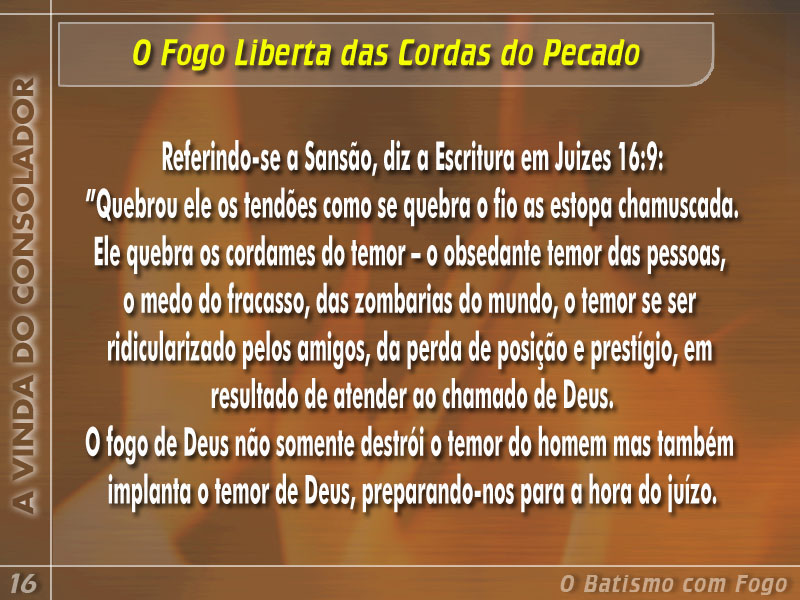 O Fogo Liberta das Cordas do Pecado
A VINDA DO CONSOLADOR
Referindo-se a Sansão, diz a Escritura em Juizes 16:9:
"Quebrou ele os tendões como se quebra o fio as estopa chamuscada.
Ele quebra os cordames do temor – o obsedante temor das pessoas,
o medo do fracasso, das zombarias do mundo, o temor se ser
ridicularizado pelos amigos, da perda de posição e prestígio, em
resultado de atender ao chamado de Deus.
O fogo de Deus não somente destrói o temor do homem mas também
implanta o temor de Deus, preparando-nos para a hora do juízo.
16
O Batismo com Fogo